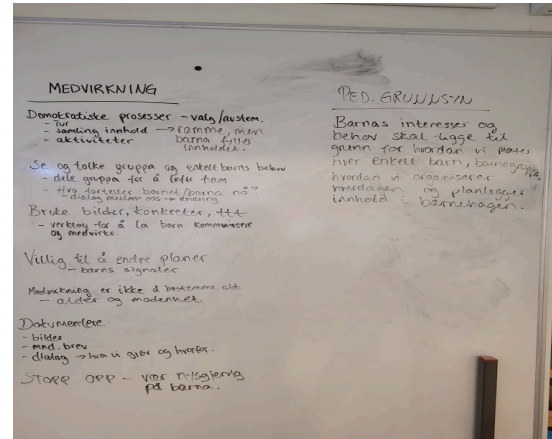 MEDVIRKNING
Demokratiske prosesser - valg/avstem.
- Tur
- samling innhold → ramme, men
- aktiviteter barna fyller
innholdet.
Se og tolke gruppa og enkelt barns behov
- dele gruppa for å løfte fram
- Hva forteller barnet/barna nå?
- dialog mellom oss → endring
Bruke bilder, konkreter, ttt
- verktøy for å la barn kommunisere
og medvirke.
Villig til å endre planer
- barns signaler
Medvirkning er ikke å bestemme alt
- alder og modenhet
Dokumentere
- bilder
- mnd. brev
- dialog → hva vi gjør og hvorfor.
STOPP OPP - vær nysgjerrig
på barna.
PED. GRUNNSYN
Barnas interesser og
behov skal ligge til
grunn for hvordan vi møter
hver enkelt barn, barnegruppa,
hvordan vi organiserer
hverdagen og planlegger
innhold i barnehagen.